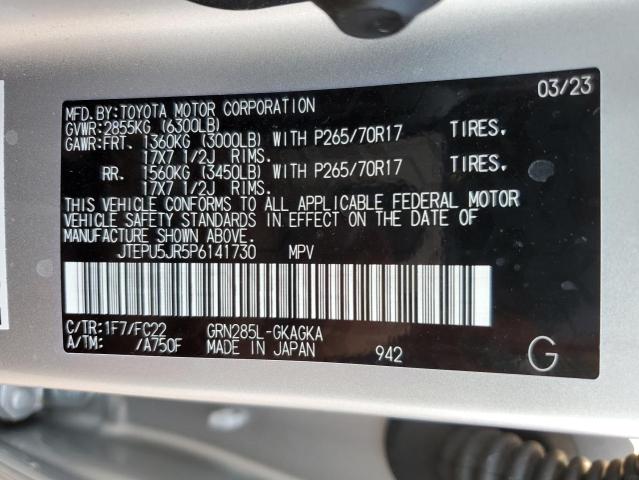 03/23
MFD.BY:TOYOTA MOTOR CORPORATION
GVWR:2855KG (6300LB)
GAWR:FRT. 1360KG (3000LB) WITH P265/70R17 TIRES.
17X7 1/2J RIMS.
RR. 1560KG (3450LB) WITH P265/70R17 TIRES.
17X7 1/2J RIMS.
THIS VEHICLE CONFORMS TO ALL APPLICABLE FEDERAL MOTOR
VEHICLE SAFETY STANDARDS IN EFFECT ON THE DATE OF
MANUFACTURE SHOWN ABOVE.
JTEPU5JR5P6141730 MPV
C/TR:1F7/FC22 GRN285L-GKAGKA
A/TM: /A750F MADE IN JAPAN 942 G